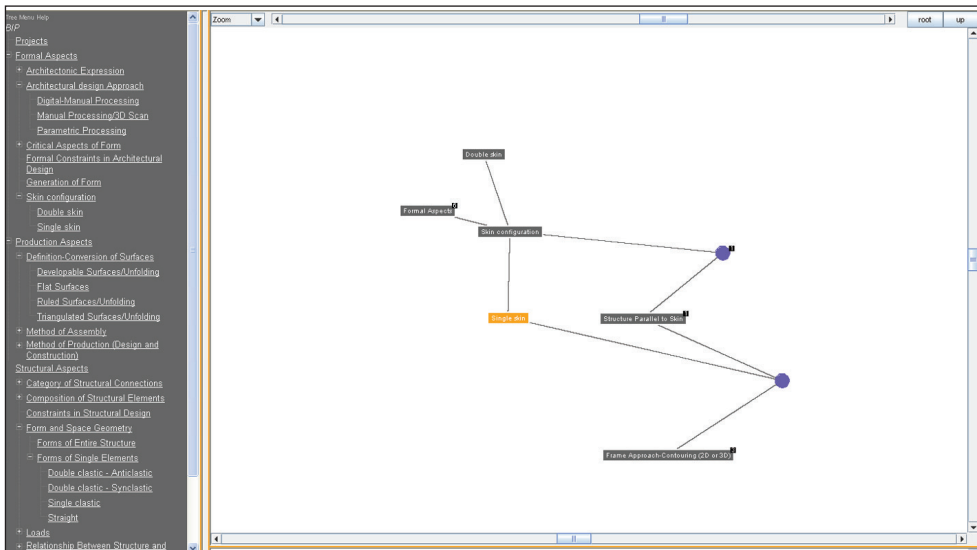 Tree Menu Help
BIP
Projects
Formal Aspects
Architectonic Expression
Architectural design Approach
Digital-Manual Processing
Manual Processing/3D Scan
Parametric Processing
Critical Aspects of Form
Formal Constraints in Architectural
Design
Generation of Form
Skin configuration
Double skin
Single skin
Production Aspects
Definition-Conversion of Surfaces
Developable Surfaces/Unfolding
Flat Surfaces
Ruled Surfaces/Unfolding
Triangulated Surfaces/Unfolding
Method of Assembly
Method of Production (Design and
Construction)
Structural Aspects
Category of Structural Connections
Composition of Structural Elements
Constraints in Structural Design
Form and Space Geometry
Forms of Entire Structure
Forms of Single Elements
Double clastic - Anticlastic
Double clastic - Synclastic
Single clastic
Straight
Loads
Relationship Between Structure and
Zoom
root
up
Double skin
Formal Aspects
Skin configuration
Single skin
Structure Parallel to Skin
Frame Approach-Contouring (2D or 3D)